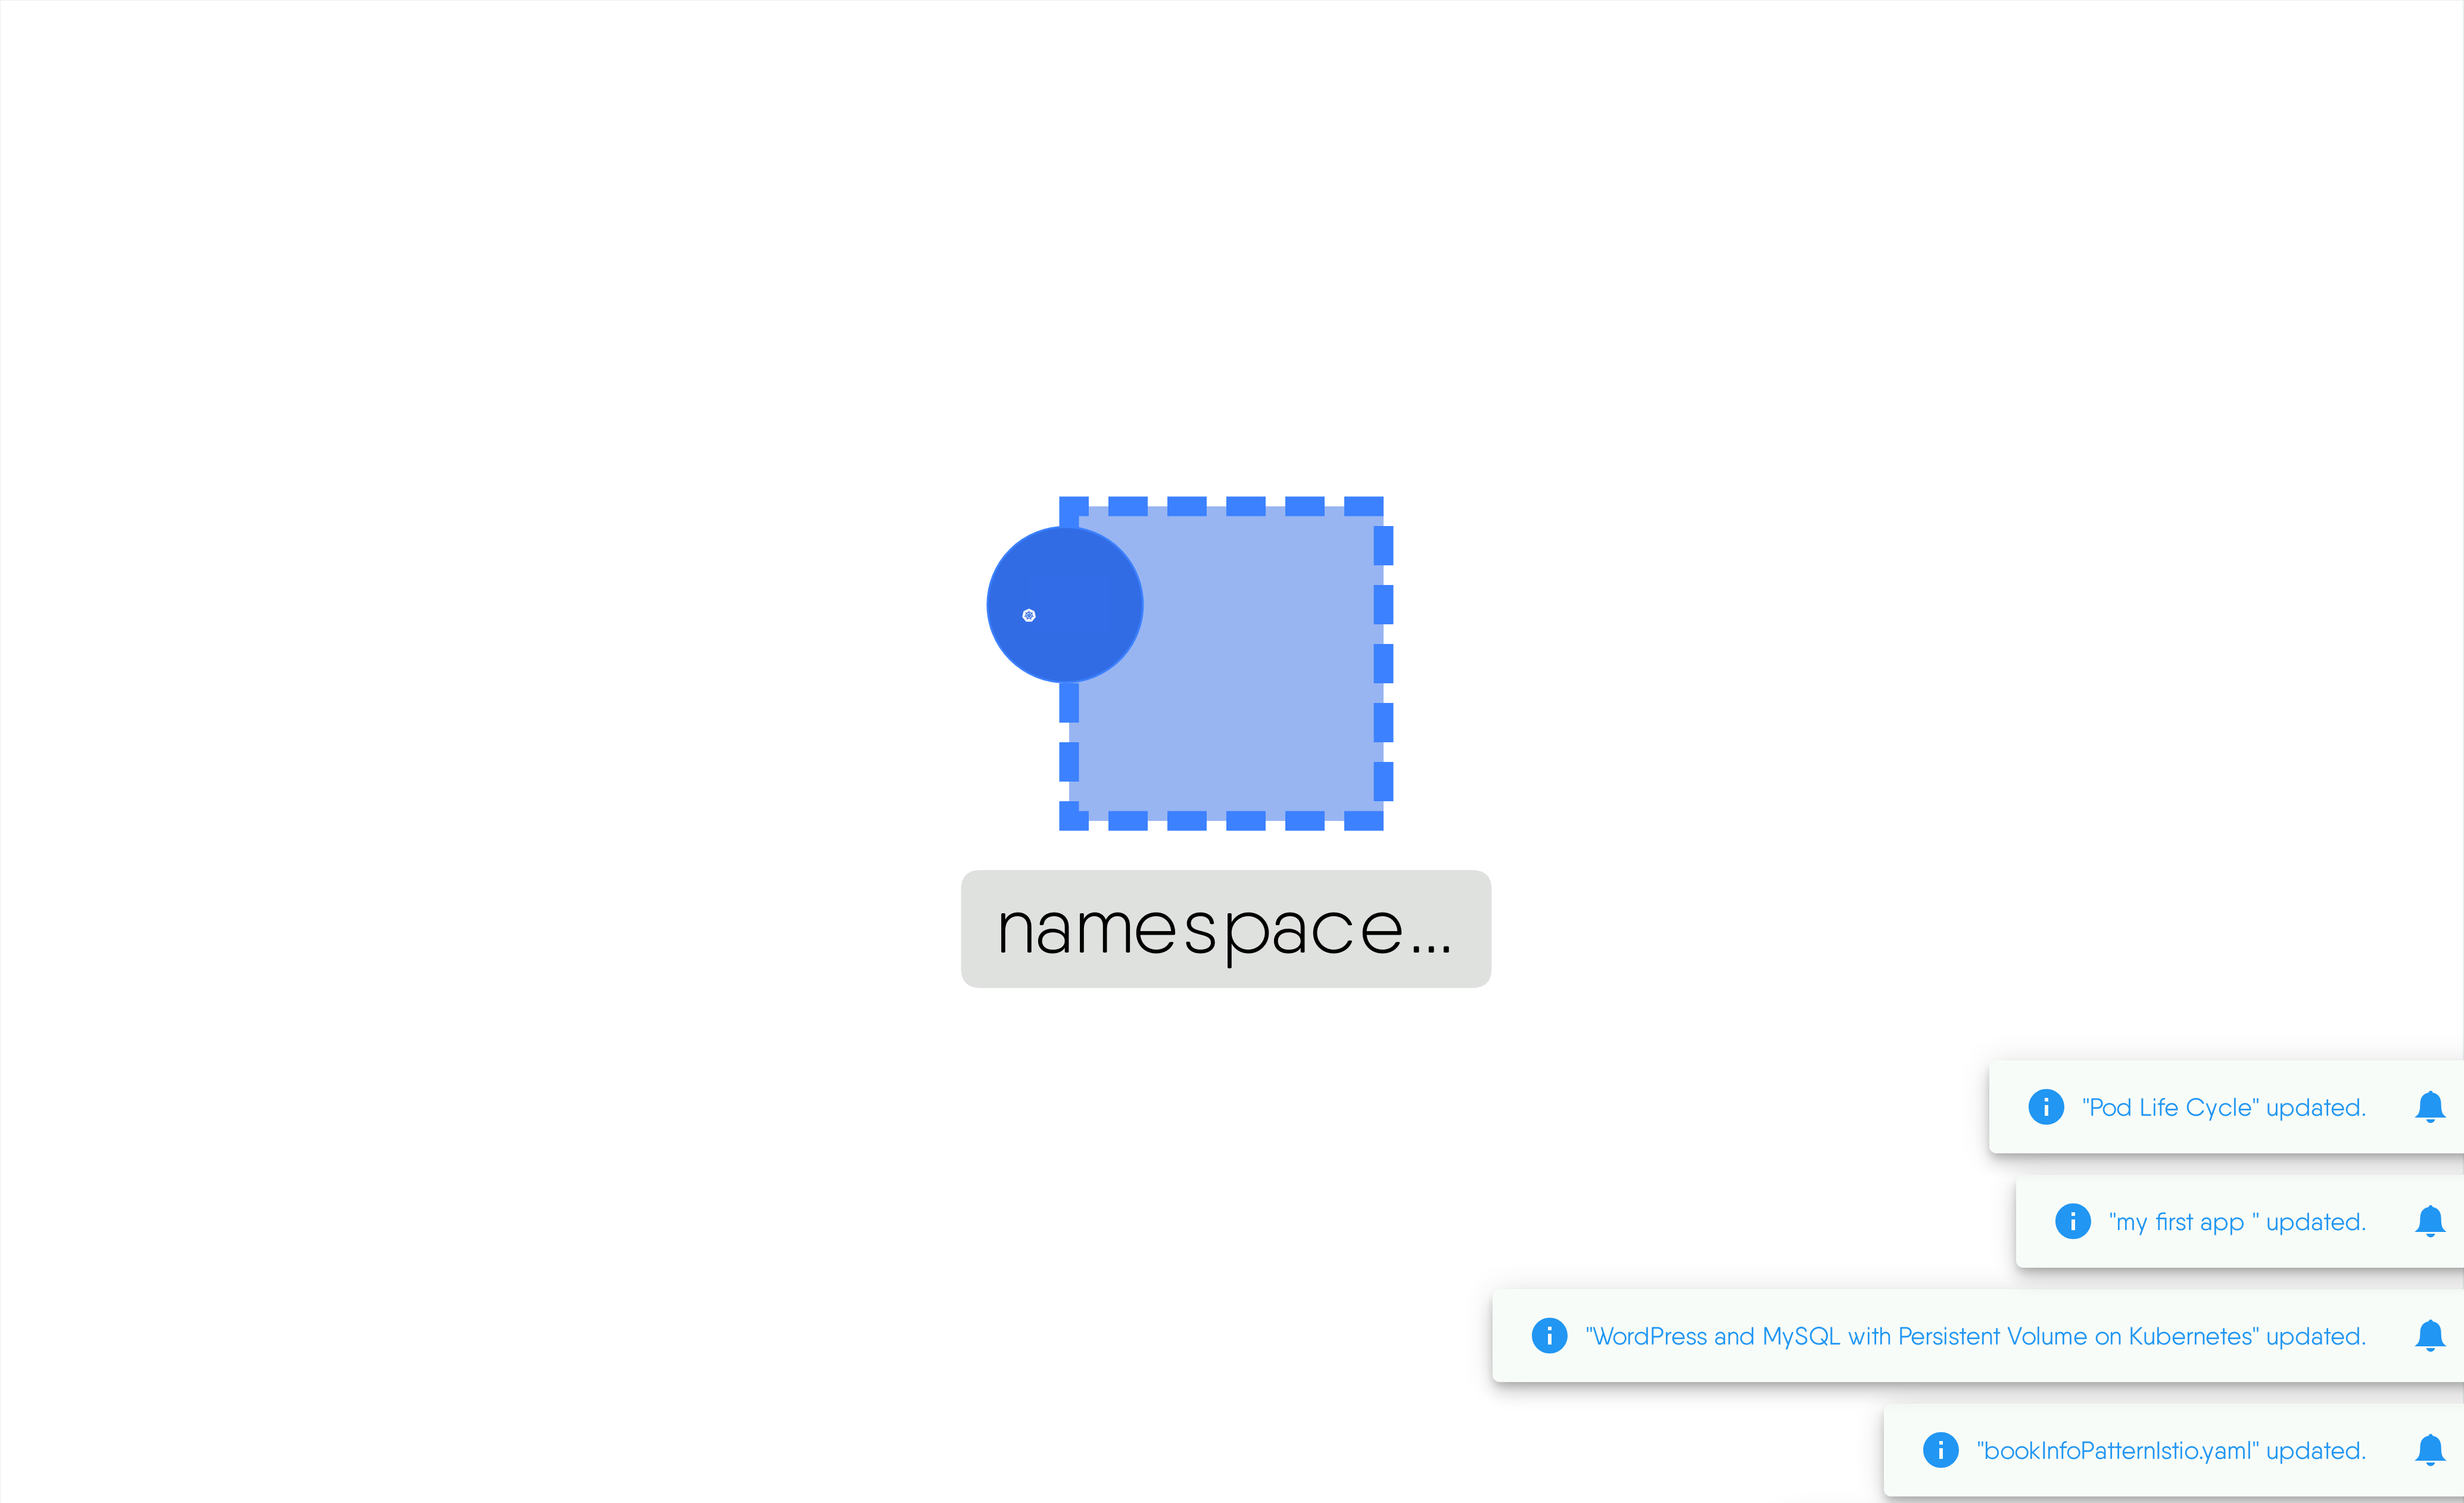 namespace...
"Pod Life Cycle" updated.
"my first app " updated.
"WordPress and MySQL with Persistent Volume on Kubernetes" updated.
"bookInfoPatternIstio.yaml" updated.